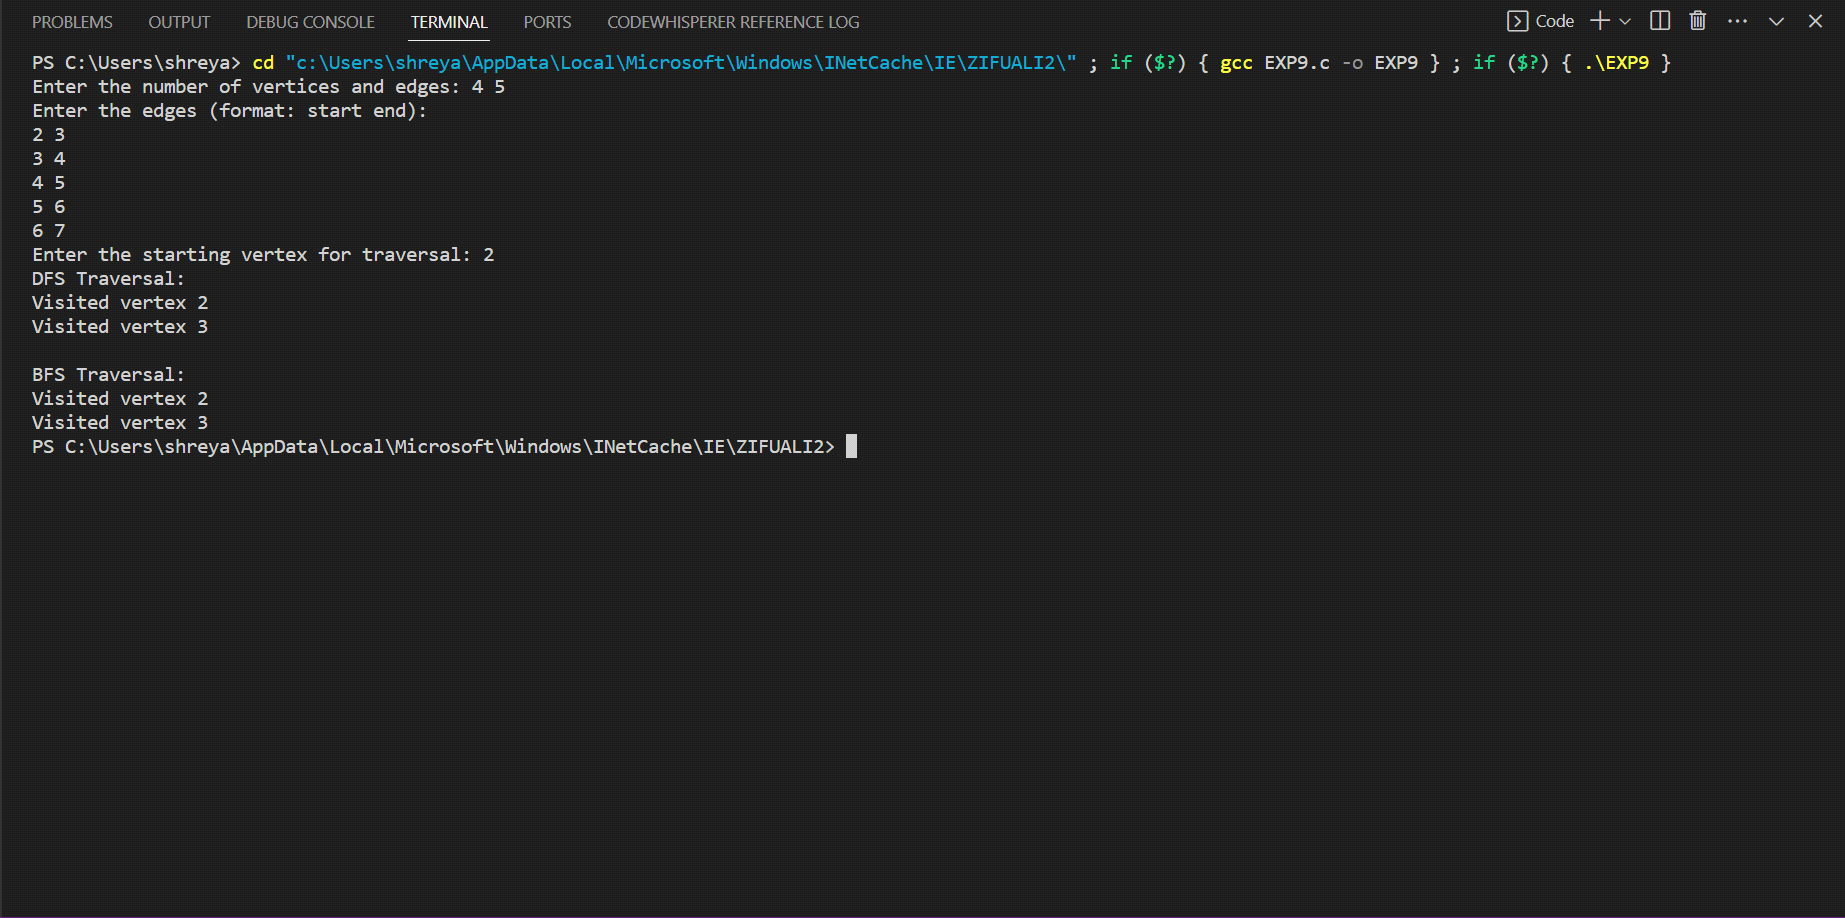 PROBLEMS OUTPUT DEBUG CONSOLE TERMINAL PORTS CODEWHISPERER REFERENCE LOG Code
PS C:\Users\shreya> cd "c:\Users\shreya\AppData\Local\Microsoft\Windows\INetCache\IE\ZIFUALI2\" ; if ($?) { gcc EXP9.c -o EXP9 } ; if ($?) { .\EXP9 }
Enter the number of vertices and edges: 4 5
Enter the edges (format: start end):
2 3
3 4
4 5
5 6
6 7
Enter the starting vertex for traversal: 2
DFS Traversal:
Visited vertex 2
Visited vertex 3
BFS Traversal:
Visited vertex 2
Visited vertex 3
PS C:\Users\shreya\AppData\Local\Microsoft\Windows\INetCache\IE\ZIFUALI2>